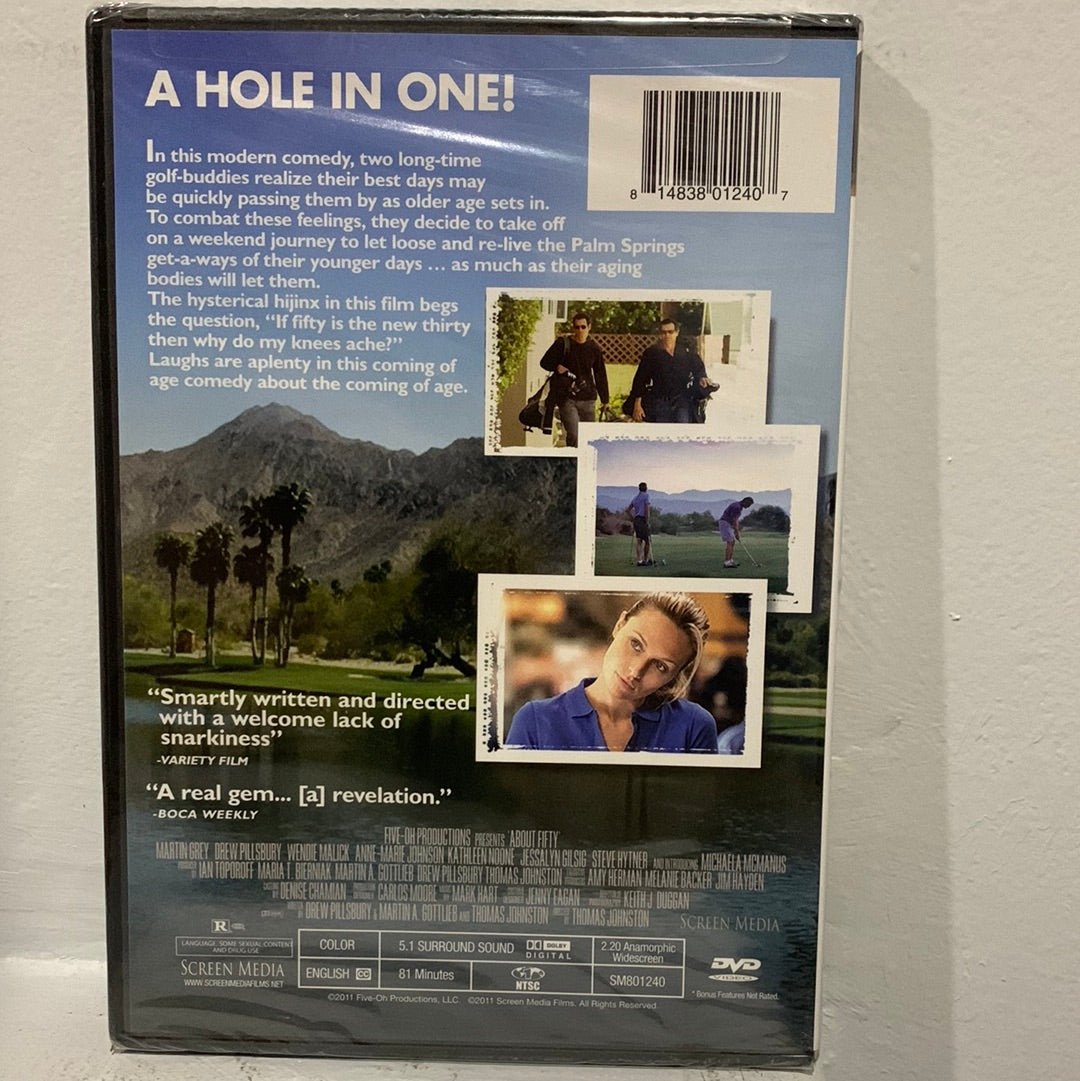 A HOLE IN ONE!
In this modern comedy, two long-time
golf-buddies realize their best days may
be quickly passing them by as older age sets in.
To combat these feelings, they decide to take off
on a weekend journey to let loose and re-live the Palm Springs
get-a-ways of their younger days ... as much as their aging
bodies will let them.
The hysterical hijinx in this film begs
the question, “If fifty is the new thirty
then why do my knees ache?”
Laughs are aplenty in this coming of
age comedy about the coming of age.
8 14838 01240 7
“Smartly written and directed
with a welcome lack of
snarkiness”
-VARIETY FILM
“A real gem... [a] revelation.”
-BOCA WEEKLY
FIVE-OH PRODUCTIONS PRESENTS 'ABOUT FIFTY'
MARTIN GREY DREW PILLSBURY WENDIE MALICK ANNE-MARIE JOHNSON KATHLEEN NOONE JESSALYN GILSIG STEVE HYTNER AND INTRODUCING MICHAELA MCMANUS
IAN TOPOROFF MARIA T. BIERNIAK MARTIN A. GOTTLIEB DREW PILLSBURY THOMAS JOHNSTON AMY HERMAN MELANIE BACKER JIM HAYDEN
DENISE CHAMIAN CARLOS MOORE MARK HART JENNY EAGAN KEITH J. DUGGAN
DREW PILLSBURY & MARTIN A. GOTTLIEB AND THOMAS JOHNSTON THOMAS JOHNSTON
SCREEN MEDIA
R
LANGUAGE, SOME SEXUAL CONTENT
AND DRUG USE
SCREEN MEDIA
WWW.SCREENMEDIAFILMS.NET
COLOR
5.1 SURROUND SOUND
DOLBY
DIGITAL
2.20 Anamorphic
Widescreen
ENGLISH CC
81 Minutes
NTSC
SM801240
DVD
VIDEO
* Bonus Features Not Rated.
©2011 Five-Oh Productions, LLC. ©2011 Screen Media Films. All Rights Reserved.